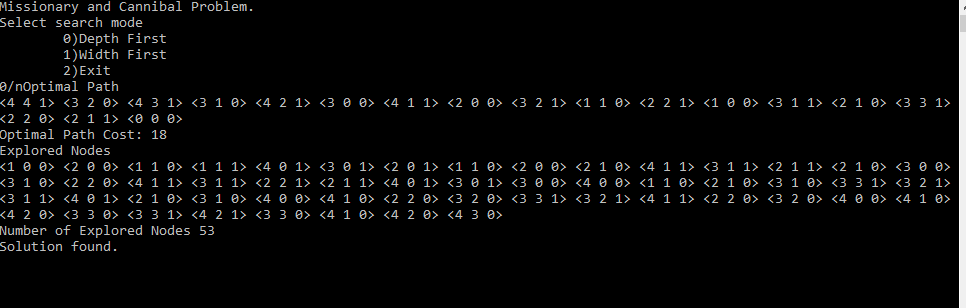 Missionary and Cannibal Problem.
Select search mode
0)Depth First
1)Width First
2)Exit
0/nOptimal Path
<4 4 1> <3 2 0> <4 3 1> <3 1 0> <4 2 1> <3 0 0> <4 1 1> <2 0 0> <3 2 1> <1 1 0> <2 2 1> <1 0 0> <3 1 1> <2 1 0> <3 3 1>
<2 2 0> <2 1 1> <0 0 0>
Optimal Path Cost: 18
Explored Nodes
<1 0 0> <2 0 0> <1 1 0> <1 1 1> <4 0 1> <3 0 1> <2 0 1> <1 1 0> <2 0 0> <2 1 0> <4 1 1> <3 1 1> <2 1 1> <2 1 0> <3 0 0>
<3 1 0> <2 2 0> <4 1 1> <3 1 1> <2 2 1> <2 1 1> <4 0 1> <3 0 1> <3 0 0> <4 0 0> <1 1 0> <2 1 0> <3 1 0> <3 3 1> <3 2 1>
<3 1 1> <4 0 1> <2 1 0> <3 1 0> <4 0 0> <4 1 0> <2 2 0> <3 2 0> <3 3 1> <3 2 1> <4 1 1> <2 2 0> <3 2 0> <4 0 0> <4 1 0>
<4 2 0> <3 3 0> <3 3 1> <4 2 1> <3 3 0> <4 1 0> <4 2 0> <4 3 0>
Number of Explored Nodes 53
Solution found.